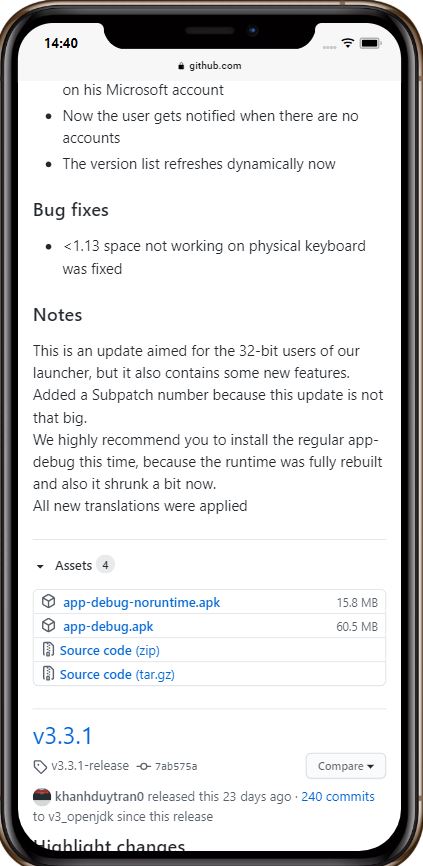 14:40
github.com
on his Microsoft account
Now the user gets notified when there are no
accounts
The version list refreshes dynamically now
Bug fixes
<1.13 space not working on physical keyboard
was fixed
Notes
This is an update aimed for the 32-bit users of our
launcher, but it also contains some new features.
Added a Subpatch number because this update is not
that big.
We highly recommend you to install the regular app-
debug this time, because the runtime was fully rebuilt
and also it shrunk a bit now.
All new translations were applied
Assets 4
app-debug-noruntime.apk 15.8 MB
app-debug.apk 60.5 MB
Source code (zip)
Source code (tar.gz)
v3.3.1
v3.3.1-release 7ab575a Compare
khanhduytran0 released this 23 days ago · 240 commits
to v3_openjdk since this release
Highlight changes